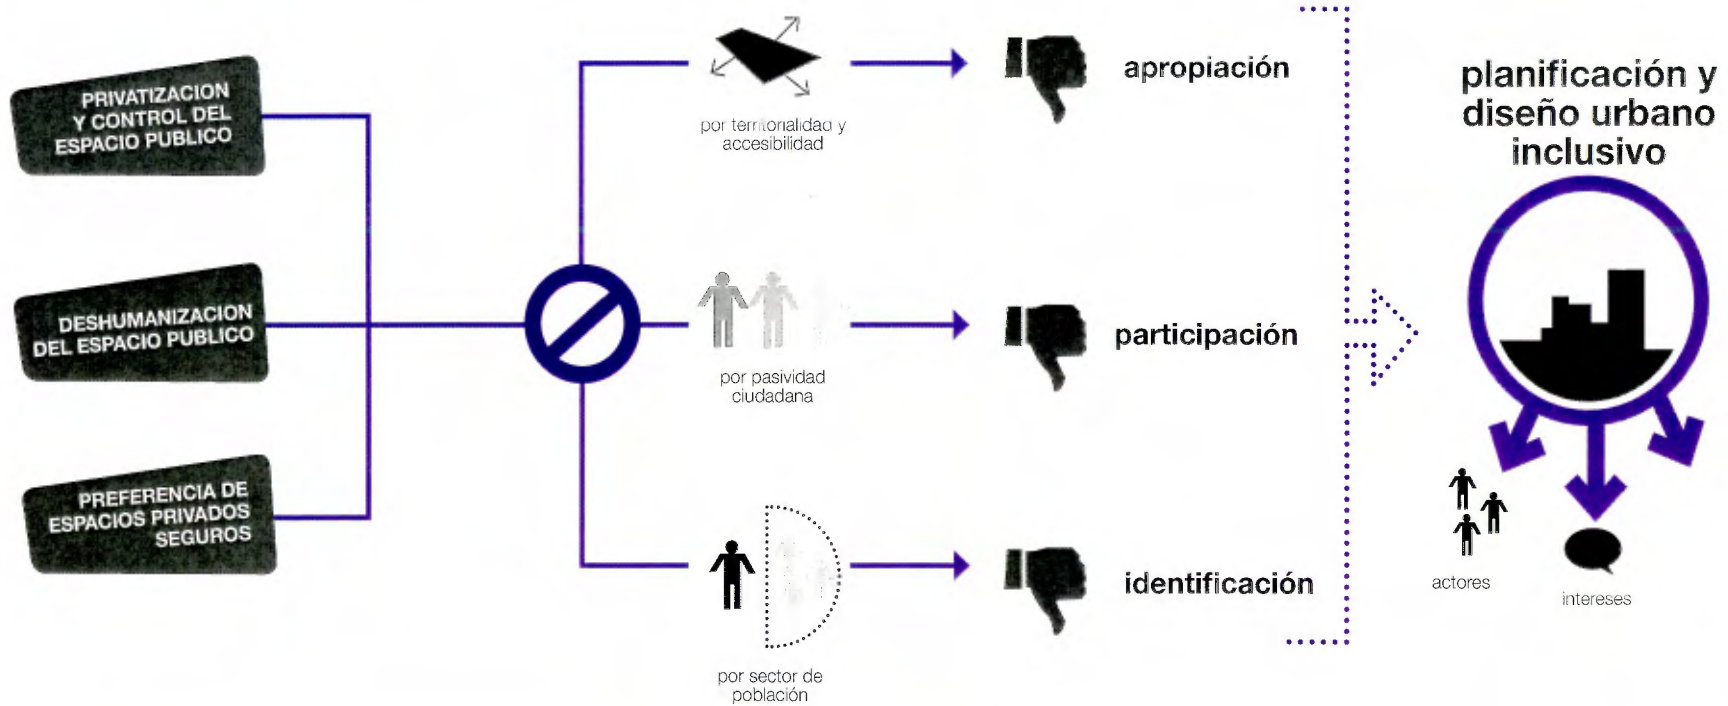 PRIVATIZACION
Y CONTROL DEL
ESPACIO PUBLICO
DESHUMANIZACION
DEL ESPACIO PUBLICO
PREFERENCIA DE
ESPACIOS PRIVADOS
SEGUROS
por territorialidad y
accesibilidad
por pasividad
ciudadana
por sector de
población
apropiación
participación
identificación
planificación y
diseño urbano
inclusivo
actores
intereses